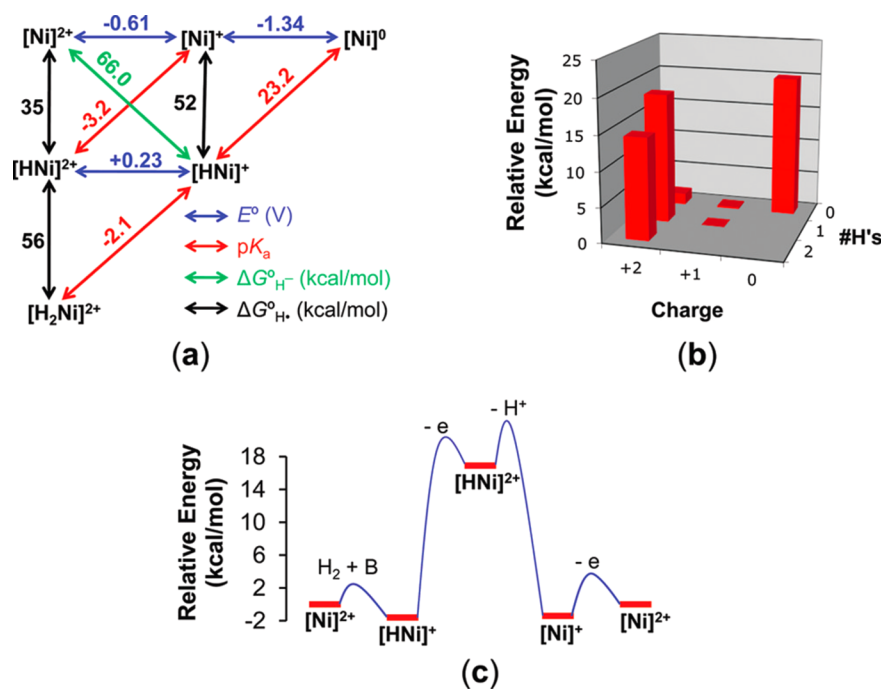 -0.61 -1.34
[Ni]²⁺ [Ni]⁺ [Ni]⁰
66.0
35 -3.2 52 23.2
+0.23
[HNi]²⁺ [HNi]⁺
56 -2.1
E° (V)
pKₐ
ΔG°H⁻ (kcal/mol)
[H₂Ni]²⁺ ΔG°H• (kcal/mol)
(a)
Relative Energy
(kcal/mol)
25
20
15
10
5
0
0
1
2
#H's
+2 +1 0
Charge
(b)
Relative Energy
(kcal/mol)
18
14
10
6
2
-2
- e - H⁺
[HNi]²⁺
H₂ + B - e
[Ni]²⁺ [HNi]⁺ [Ni]⁺ [Ni]²⁺
(c)